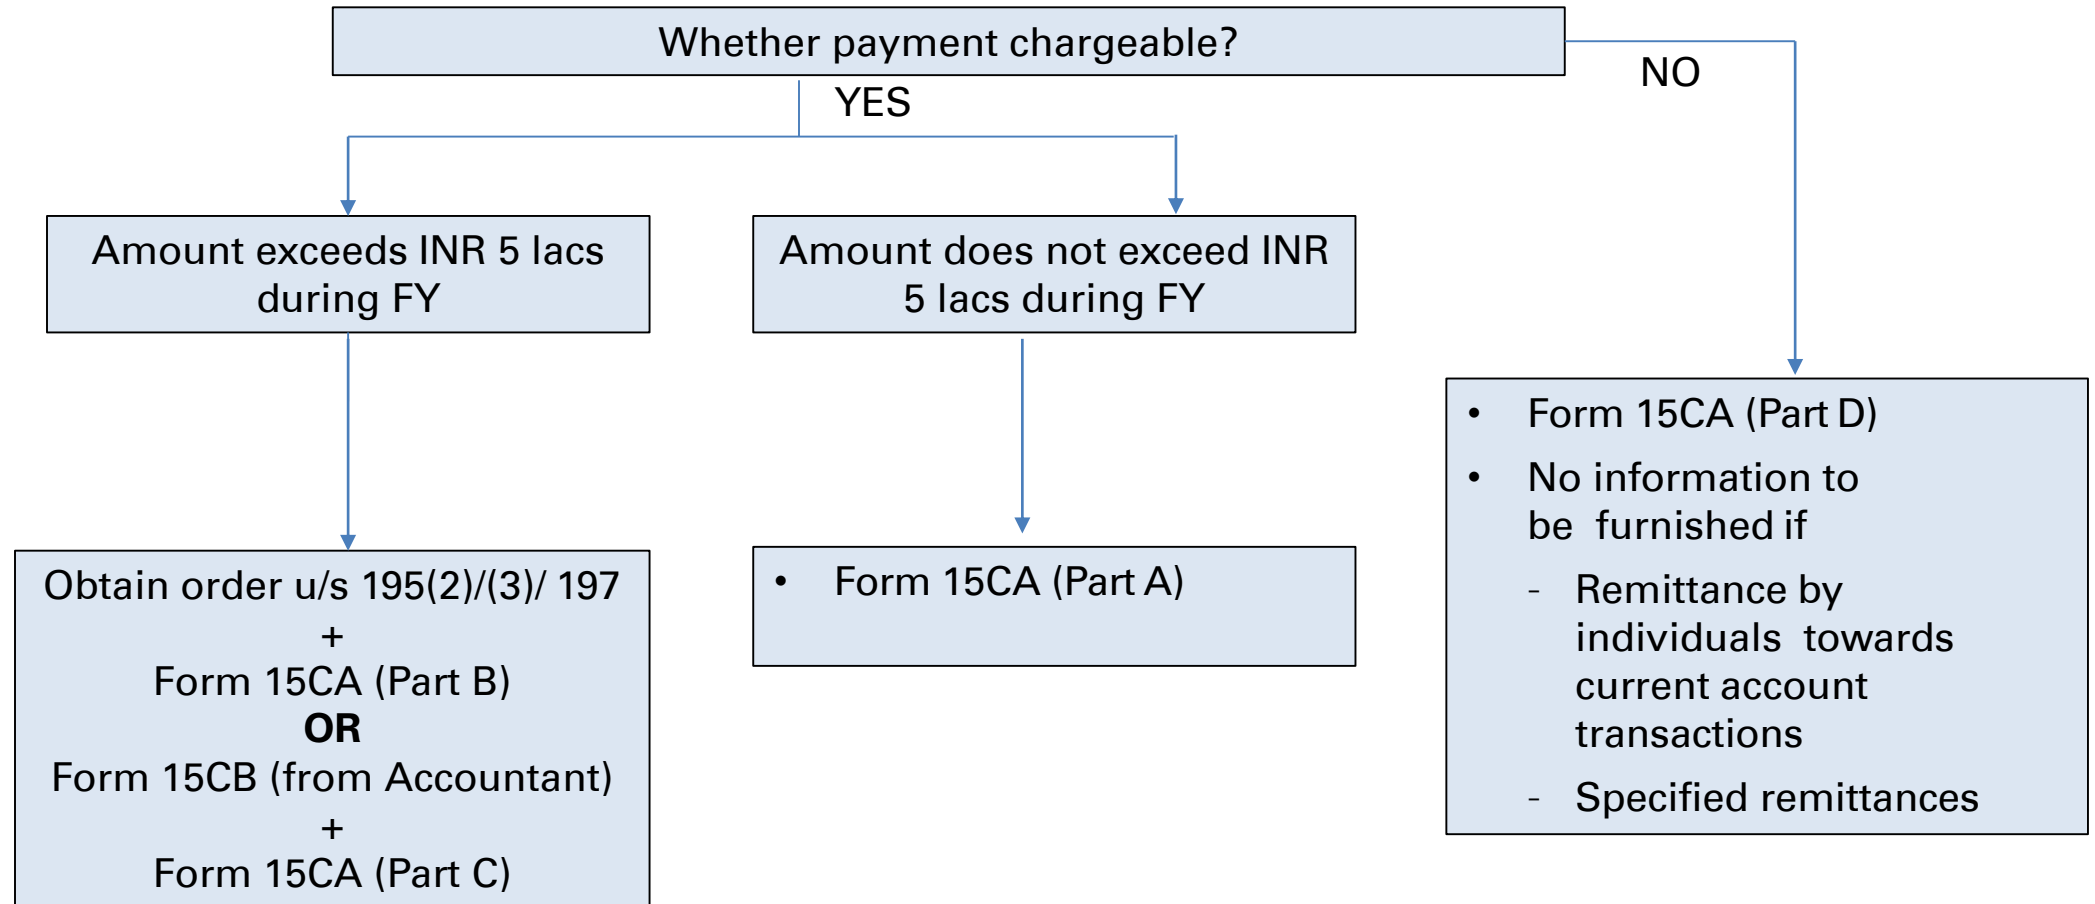 Whether payment chargeable?
NO
YES
Amount exceeds INR 5 lacs
during FY
Amount does not exceed INR
5 lacs during FY
Obtain order u/s 195(2)/(3)/ 197
+
Form 15CA (Part B)
OR
Form 15CB (from Accountant)
+
Form 15CA (Part C)
• Form 15CA (Part A)
• Form 15CA (Part D)
• No information to
be furnished if
- Remittance by
individuals towards
current account
transactions
- Specified remittances